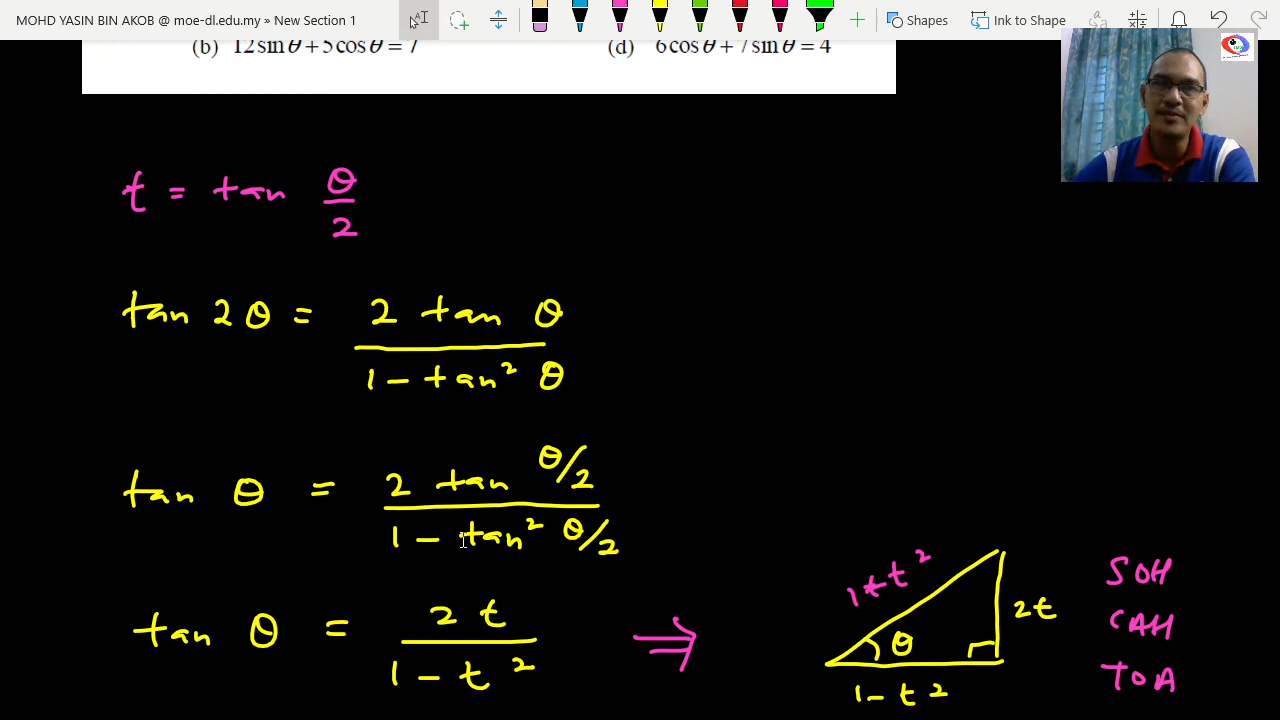 MOHD YASIN BIN AKOB @ moe-dl.edu.my » New Section 1
Shapes
Ink to Shape
(b) 12 sin θ + 5 cos θ = 7
(d) 6 cos θ + 7 sin θ = 4
t = tan θ/2
tan 2θ = 2 tan θ / 1 - tan² θ
tan θ = 2 tan θ/2 / 1 - tan² θ/2
tan θ = 2t / 1 - t² ⇒
1+t²
2t
θ
1-t²
SOH
CAH
TOA